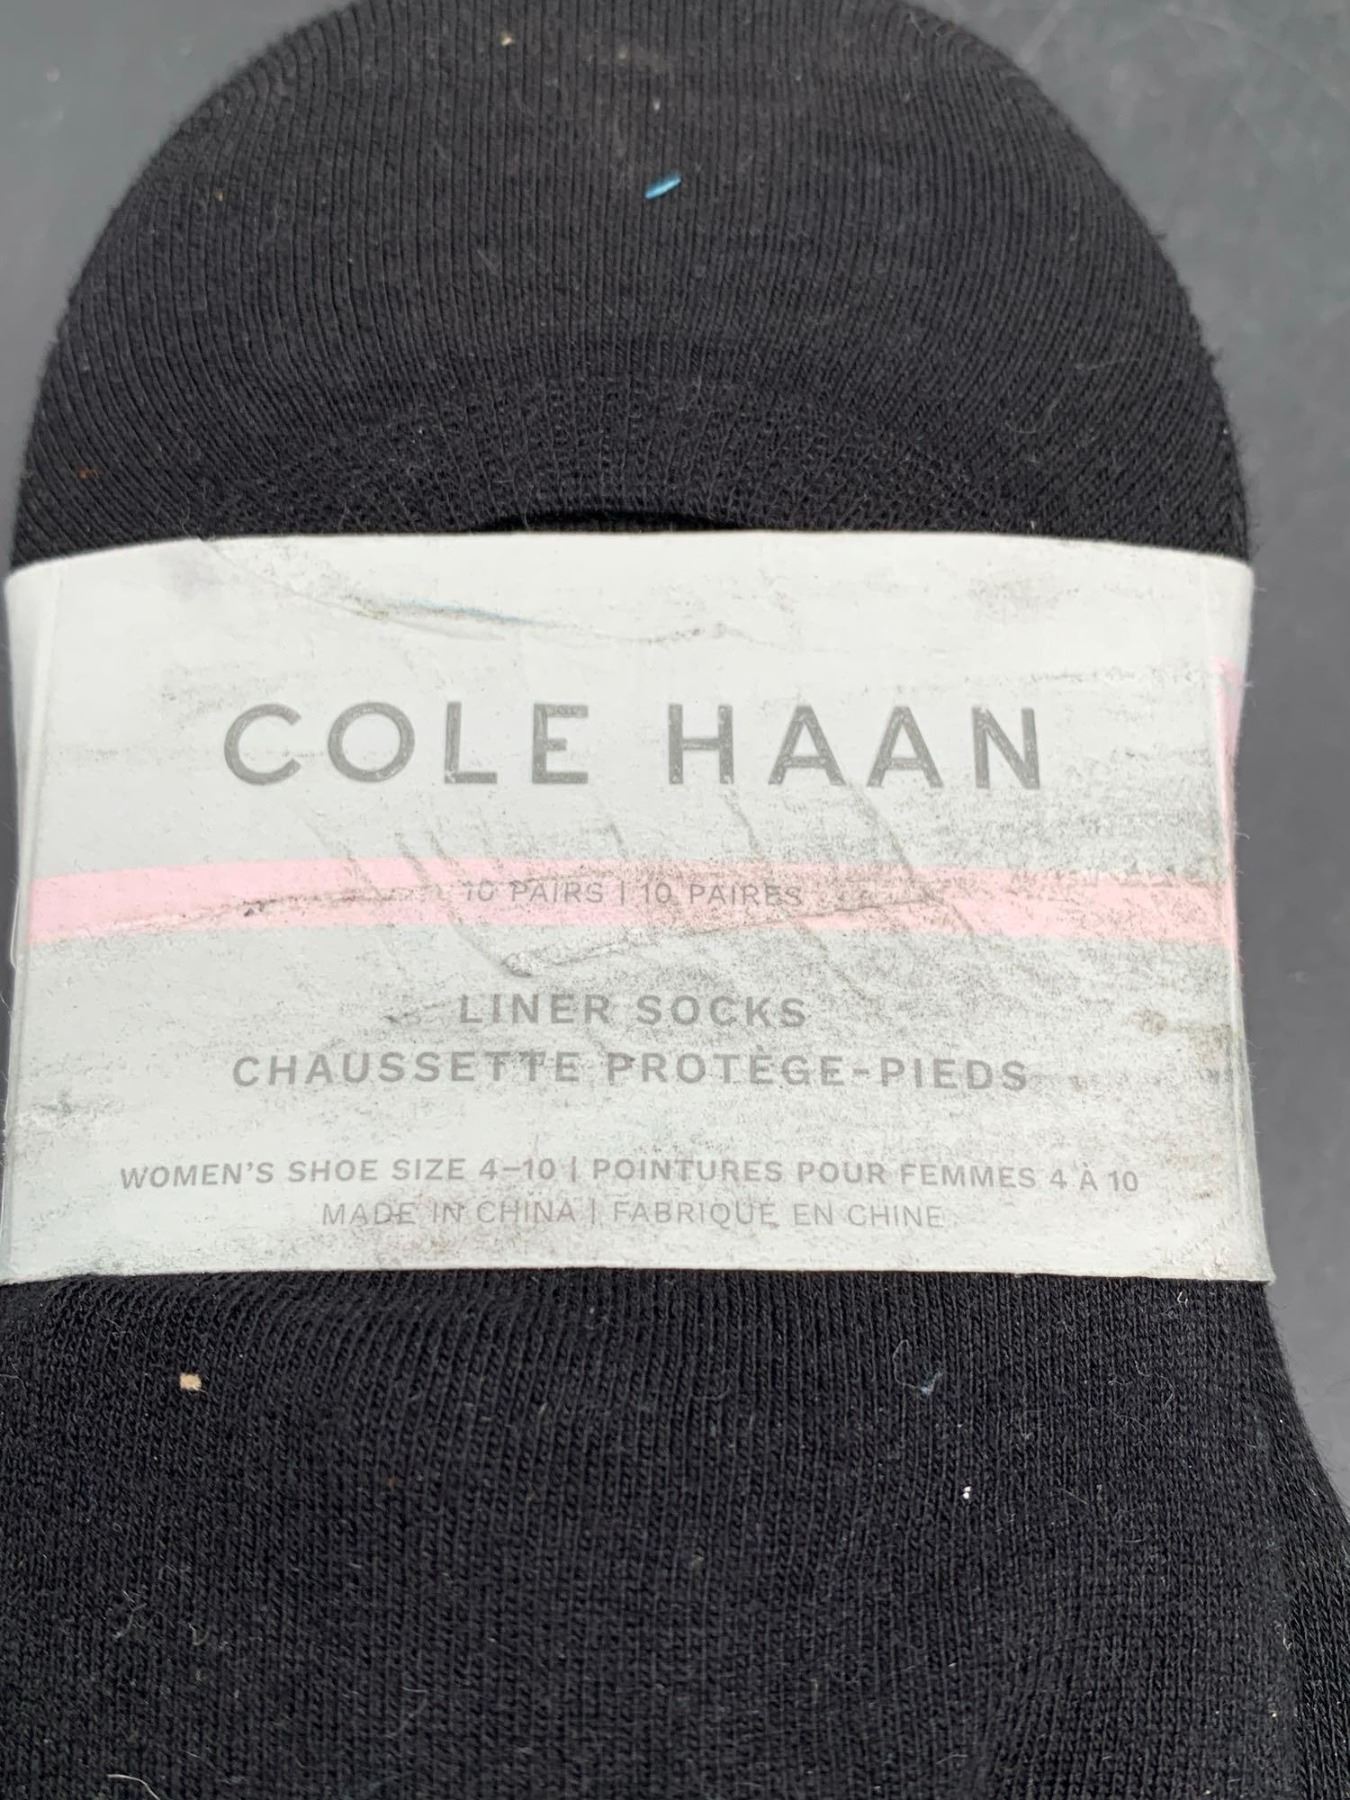 COLE HAAN
10 PAIRS | 10 PAIRES
LINER SOCKS
CHAUSSETTE PROTÈGE-PIEDS
WOMEN'S SHOE SIZE 4–10 | POINTURES POUR FEMMES 4 À 10
MADE IN CHINA | FABRIQUÉ EN CHINE